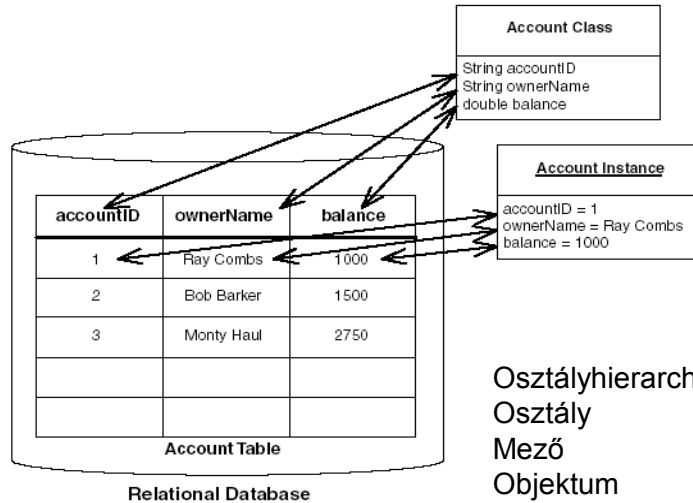 Account Class
String accountID
String ownerName
double balance
Account Instance
accountID = 1
ownerName = Ray Combs
balance = 1000
accountID ownerName balance
1 Ray Combs 1000
2 Bob Barker 1500
3 Monty Haul 2750
Account Table
Relational Database
Osztályhierarch
Osztály
Mező
Objektum